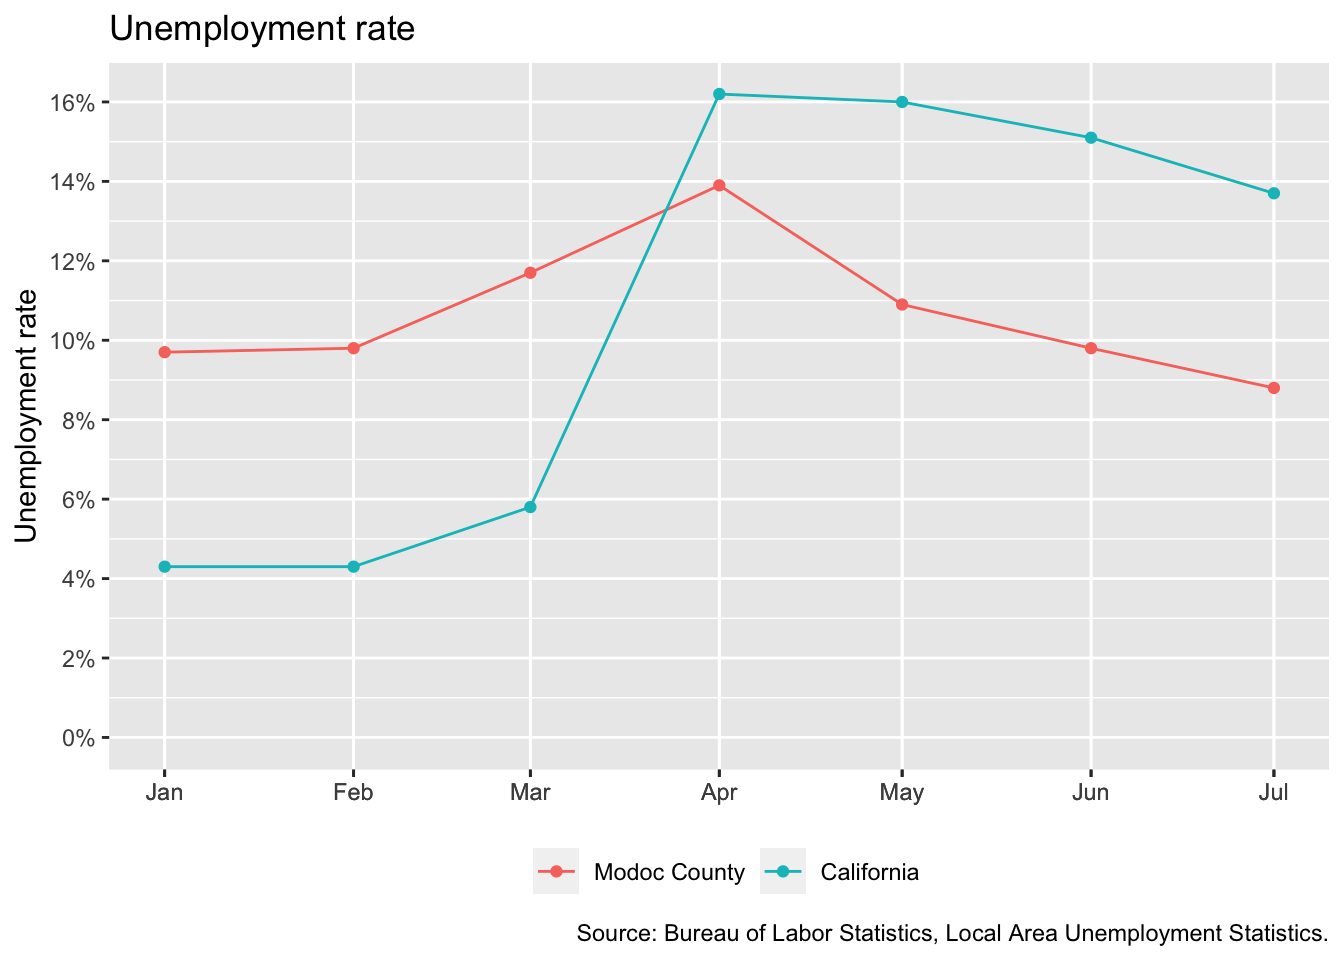 Unemployment rate
Unemployment rate
16%
14%
12%
10%
8%
6%
4%
2%
0%
Jan Feb Mar Apr May Jun Jul
Modoc County California
Source: Bureau of Labor Statistics, Local Area Unemployment Statistics.